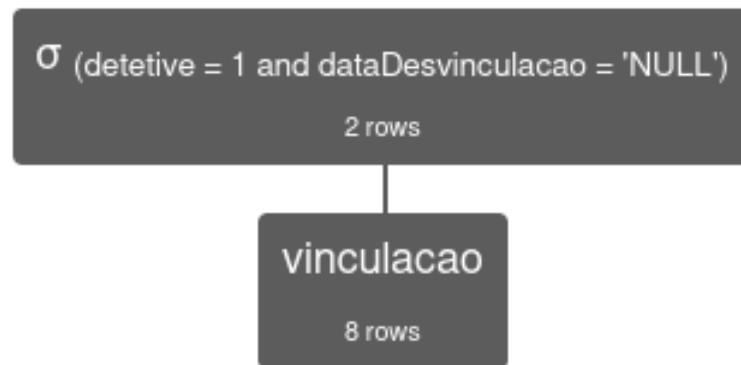 σ (detetive = 1 and dataDesvinculacao = 'NULL')
2 rows
vinculacao
8 rows